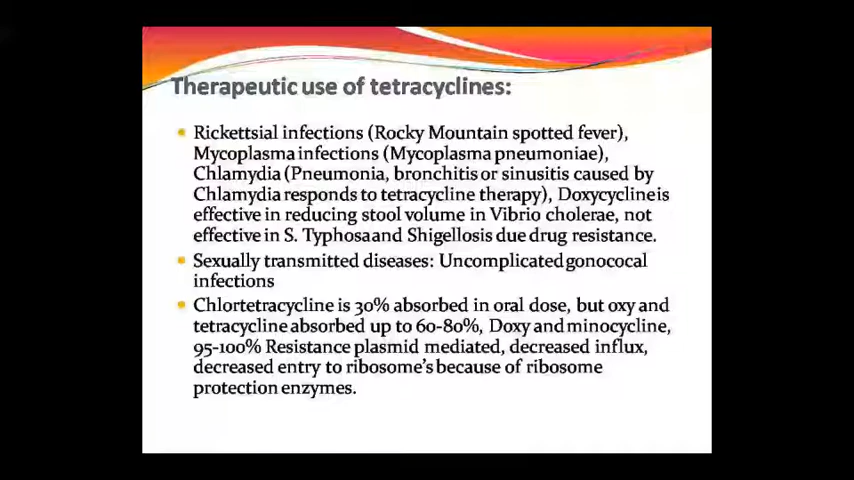 Therapeutic use of tetracyclines:
Rickettsial infections (Rocky Mountain spotted fever),
Mycoplasma infections (Mycoplasma pneumoniae),
Chlamydia (Pneumonia, bronchitis or sinusitis caused by
Chlamydia responds to tetracycline therapy), Doxycycline is
effective in reducing stool volume in Vibrio cholerae, not
effective in S. Typhosa and Shigellosis due drug resistance.
Sexually transmitted diseases: Uncomplicated gonococal
infections
Chlortetracycline is 30% absorbed in oral dose, but oxy and
tetracycline absorbed up to 60-80%, Doxy and minocycline,
95-100% Resistance plasmid mediated, decreased influx,
decreased entry to ribosome's because of ribosome
protection enzymes.